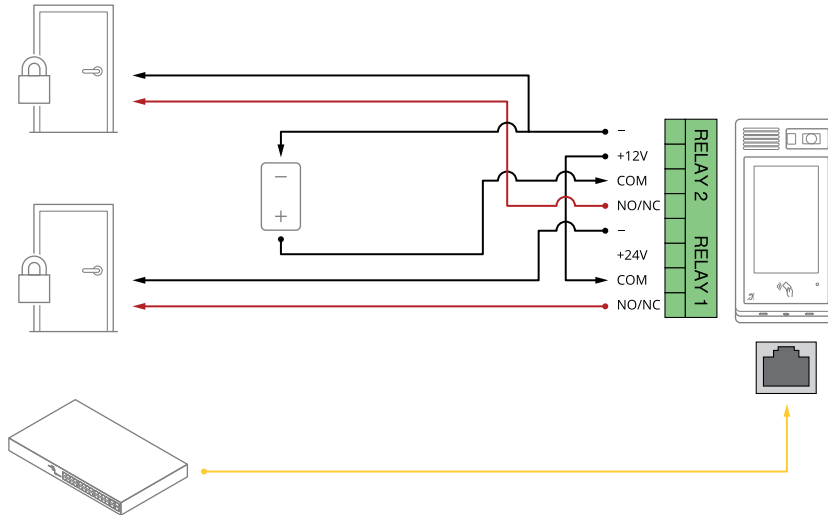 –
+12V
COM
NO/NC
–
+24V
COM
NO/NC
RELAY 2
RELAY 1
−
+